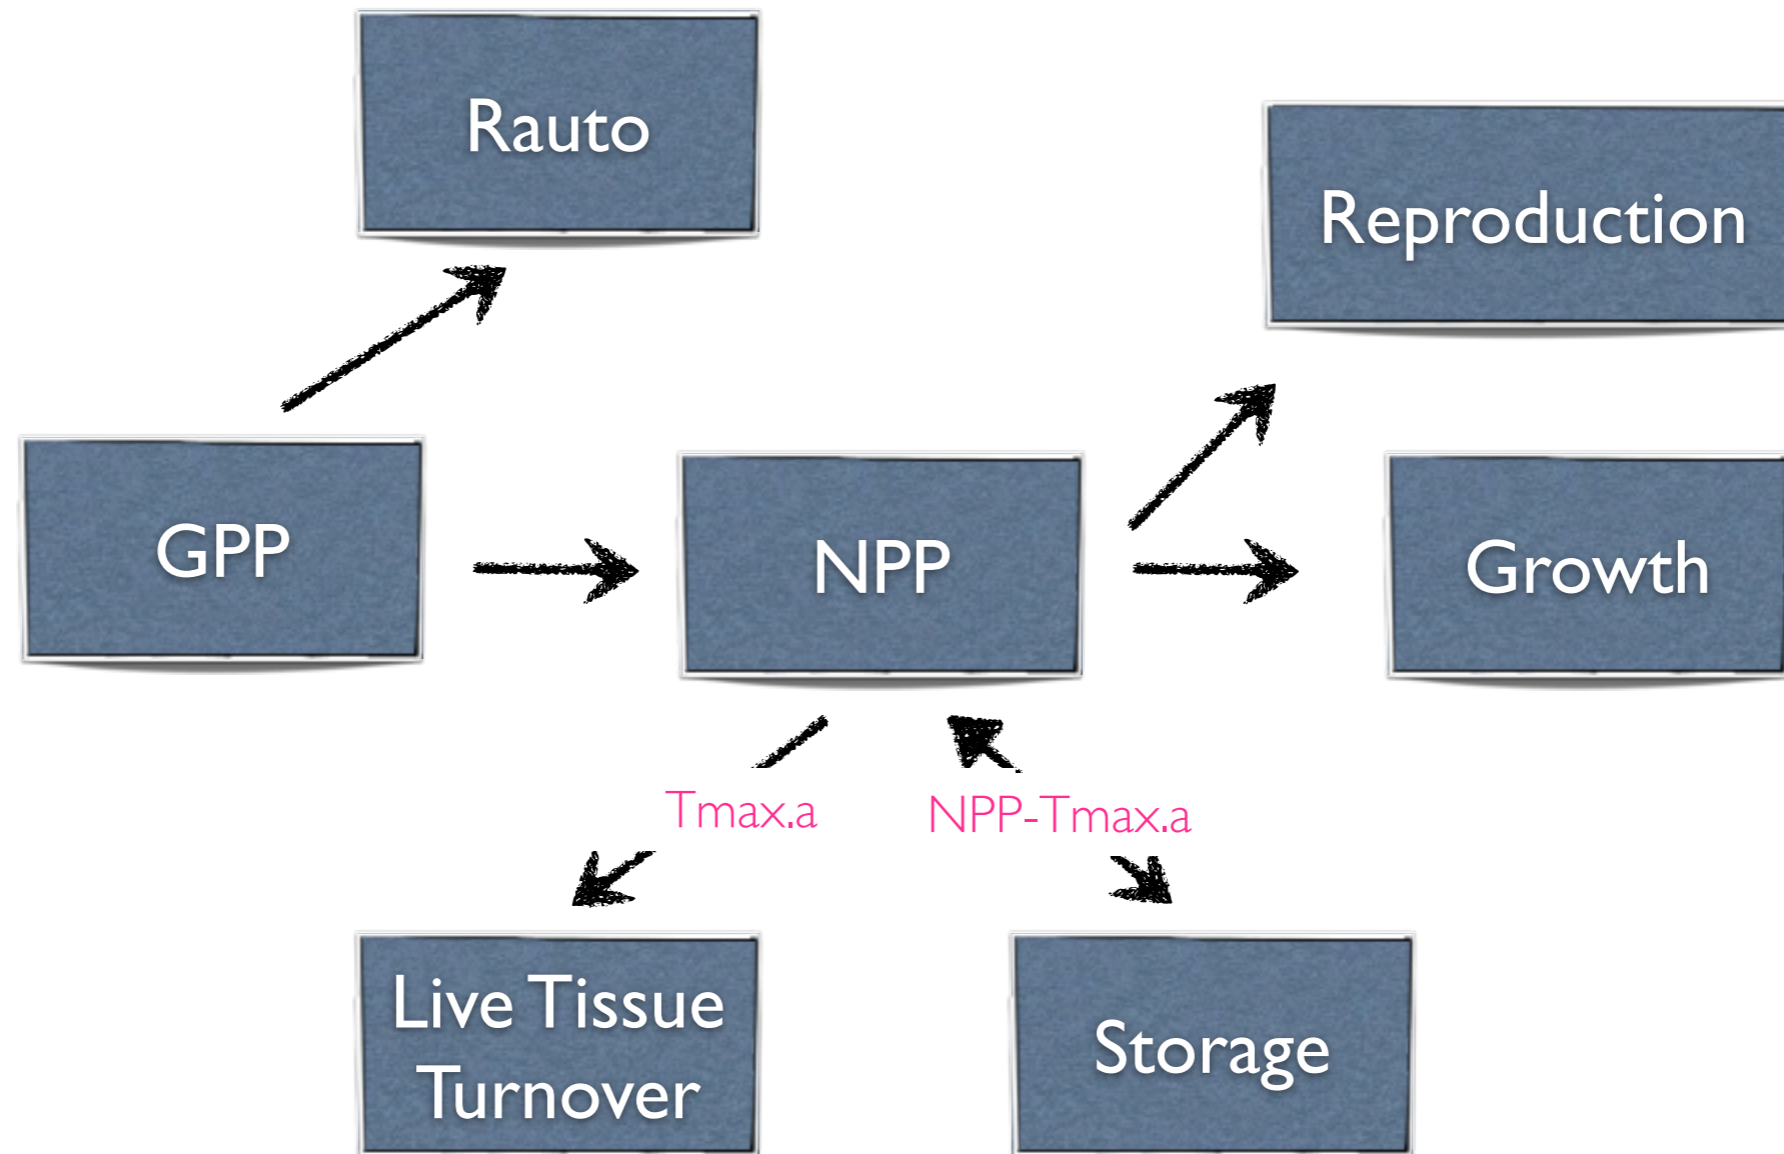 Rauto
Reproduction
GPP
NPP
Growth
Tmax.a
NPP-Tmax.a
Live Tissue
Turnover
Storage